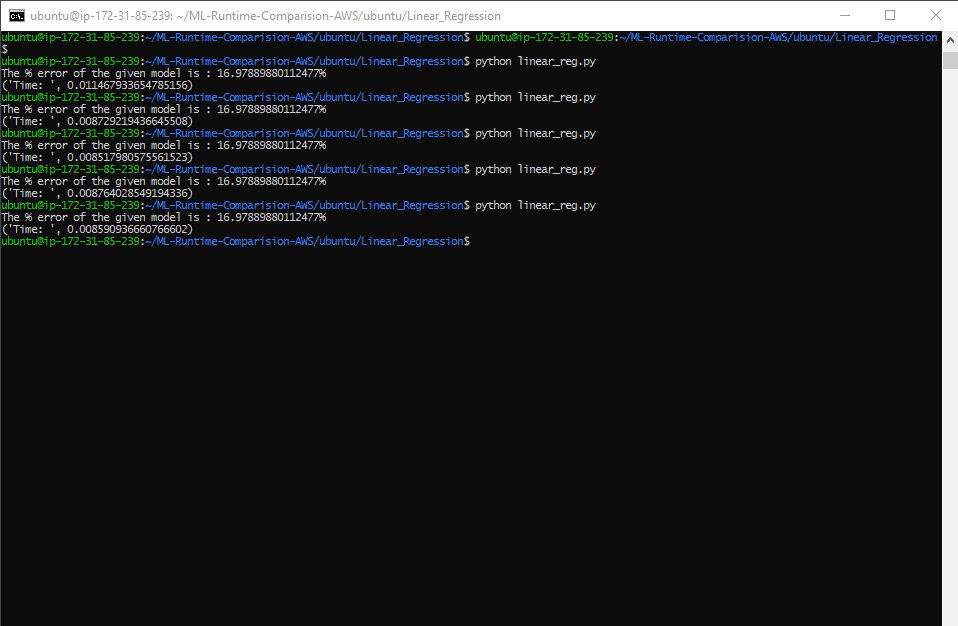 ubuntu@ip-172-31-85-239: ~/ML-Runtime-Comparision-AWS/ubuntu/Linear_Regression
ubuntu@ip-172-31-85-239:~/ML-Runtime-Comparision-AWS/ubuntu/Linear_Regression$ ubuntu@ip-172-31-85-239:~/ML-Runtime-Comparision-AWS/ubuntu/Linear_Regression
$
ubuntu@ip-172-31-85-239:~/ML-Runtime-Comparision-AWS/ubuntu/Linear_Regression$ python linear_reg.py
The % error of the given model is : 16.97889880112477%
('Time: ', 0.011467933654785156)
ubuntu@ip-172-31-85-239:~/ML-Runtime-Comparision-AWS/ubuntu/Linear_Regression$ python linear_reg.py
The % error of the given model is : 16.97889880112477%
('Time: ', 0.008729219436645508)
ubuntu@ip-172-31-85-239:~/ML-Runtime-Comparision-AWS/ubuntu/Linear_Regression$ python linear_reg.py
The % error of the given model is : 16.97889880112477%
('Time: ', 0.008517980575561523)
ubuntu@ip-172-31-85-239:~/ML-Runtime-Comparision-AWS/ubuntu/Linear_Regression$ python linear_reg.py
The % error of the given model is : 16.97889880112477%
('Time: ', 0.008764028549194336)
ubuntu@ip-172-31-85-239:~/ML-Runtime-Comparision-AWS/ubuntu/Linear_Regression$ python linear_reg.py
The % error of the given model is : 16.97889880112477%
('Time: ', 0.008590936660766602)
ubuntu@ip-172-31-85-239:~/ML-Runtime-Comparision-AWS/ubuntu/Linear_Regression$